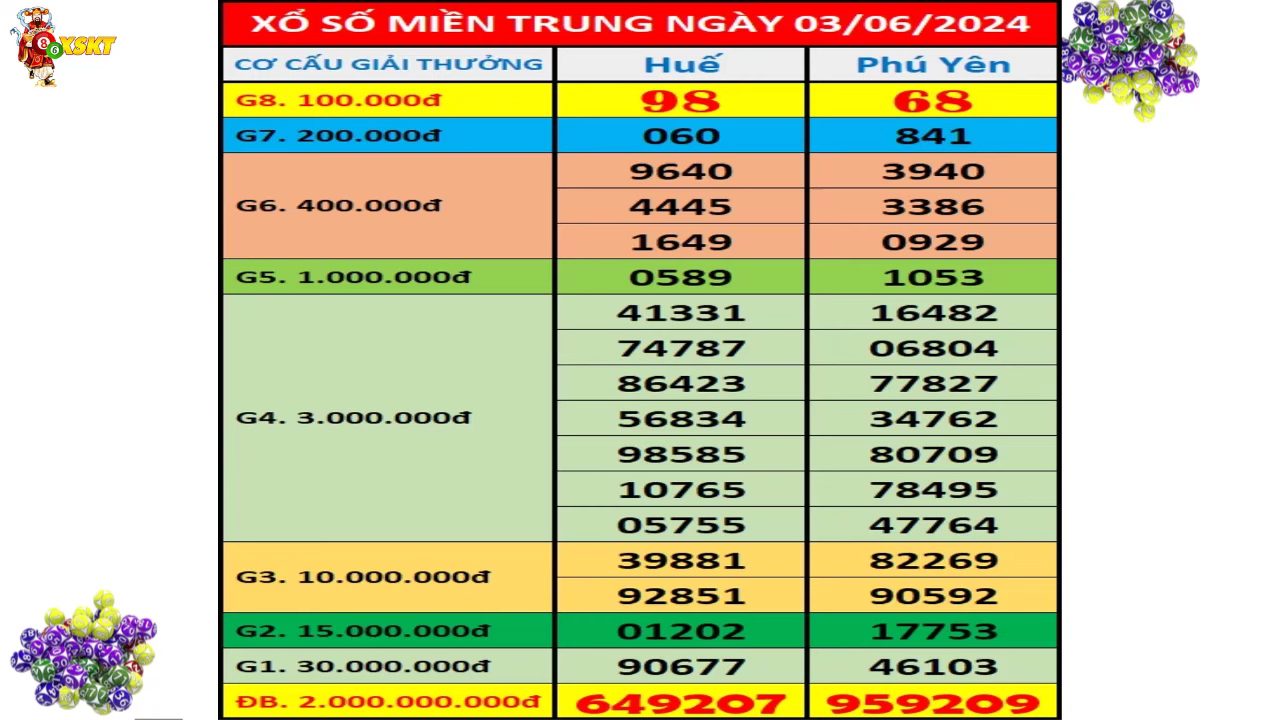 XSKT
XỔ SỐ MIỀN TRUNG NGÀY 03/06/2024
CƠ CẤU GIẢI THƯỞNG Huế Phú Yên
G8. 100.000đ 98 68
G7. 200.000đ 060 841
9640 3940
G6. 400.000đ 4445 3386
1649 0929
G5. 1.000.000đ 0589 1053
41331 16482
74787 06804
86423 77827
G4. 3.000.000đ 56834 34762
98585 80709
10765 78495
05755 47764
39881 82269
G3. 10.000.000đ
92851 90592
G2. 15.000.000đ 01202 17753
G1. 30.000.000đ 90677 46103
ĐB. 2.000.000.000đ 649207 959209